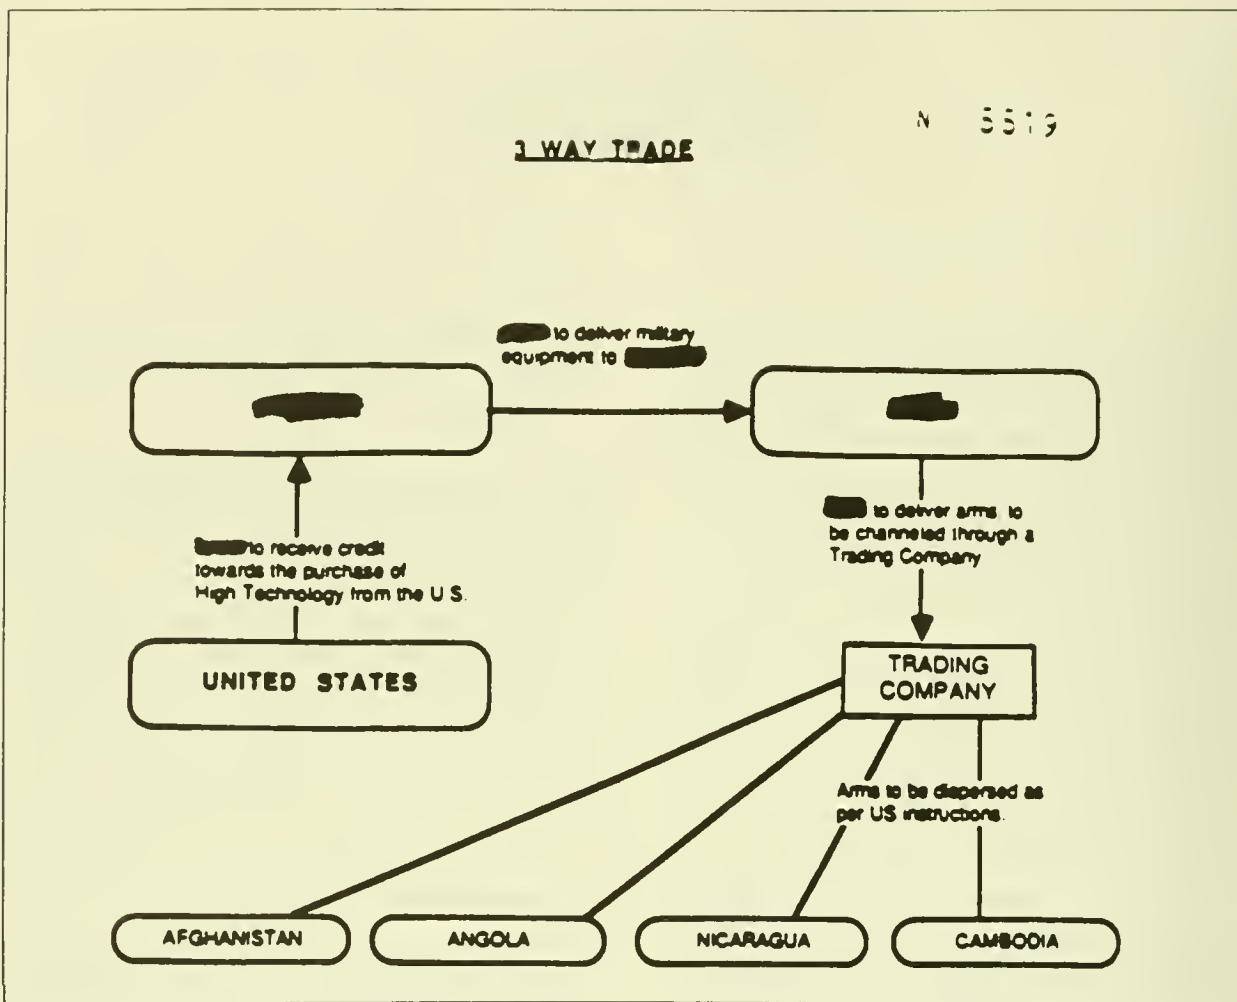 N 5519
3 WAY TRADE
to deliver military
equipment to
to receive credit
towards the purchase of
High Technology from the U S.
to deliver arms, to
be channeled through a
Trading Company
UNITED STATES
TRADING
COMPANY
Arms to be dispersed as
per US instructions.
AFGHANISTAN
ANGOLA
NICARAGUA
CAMBODIA